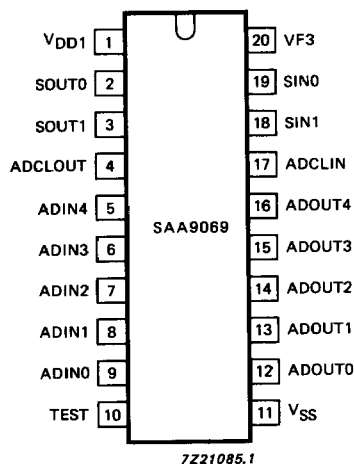 VDD1 1
SOUT0 2
SOUT1 3
ADCLOUT 4
ADIN4 5
ADIN3 6
ADIN2 7
ADIN1 8
ADIN0 9
TEST 10
SAA9069
20 VF3
19 SIN0
18 SIN1
17 ADCLIN
16 ADOUT4
15 ADOUT3
14 ADOUT2
13 ADOUT1
12 ADOUT0
11 VSS
7Z21085.1